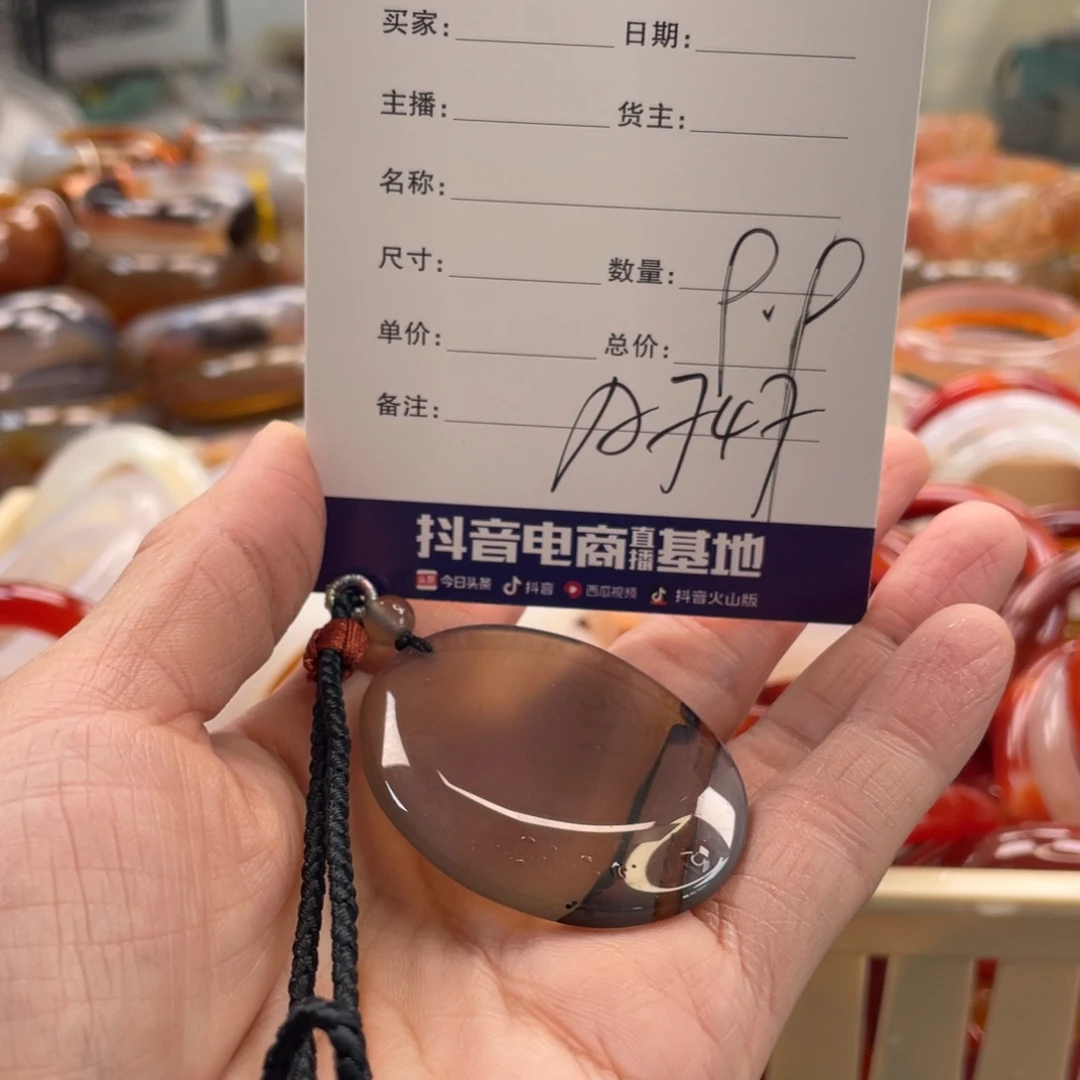 买家: 日期:
主播: 货主:
名称:
尺寸: 数量:
单价: 总价:
备注:
抖音电商直播基地
头条 今日头条 抖音 西瓜视频 抖音火山版